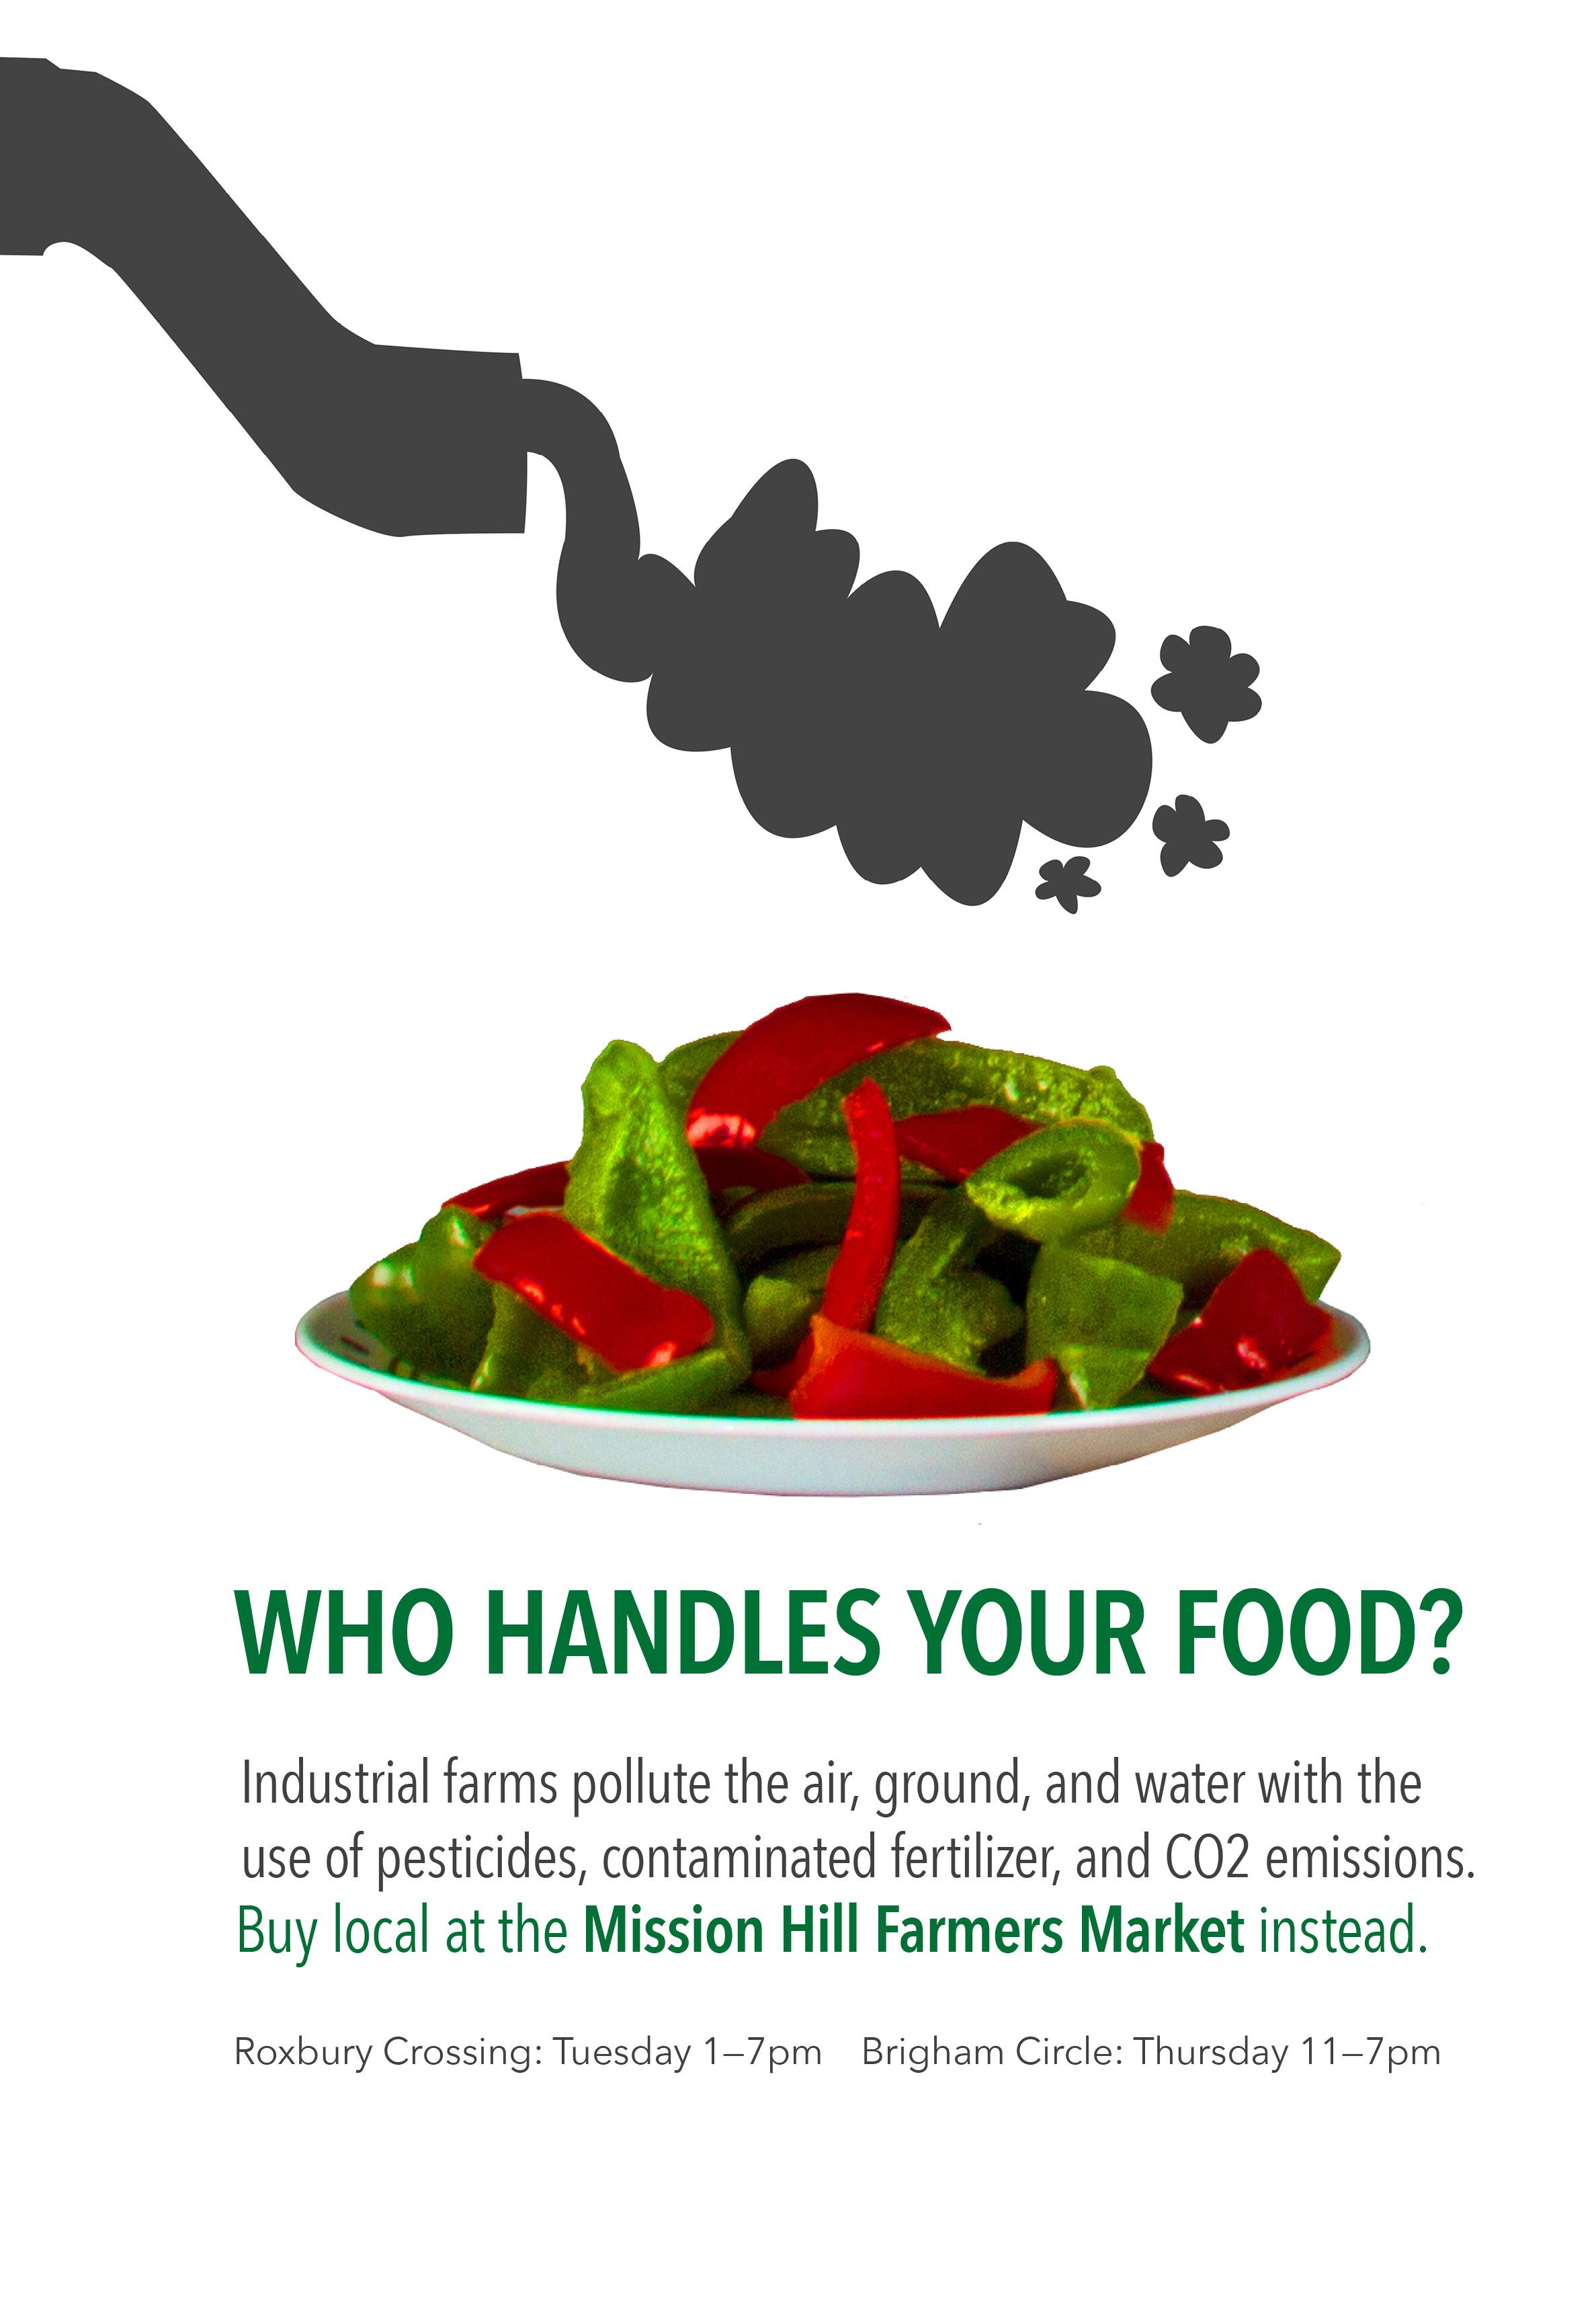 WHO HANDLES YOUR FOOD?
Industrial farms pollute the air, ground, and water with the
use of pesticides, contaminated fertilizer, and CO2 emissions.
Buy local at the Mission Hill Farmers Market instead.
Roxbury Crossing: Tuesday 1–7pm Brigham Circle: Thursday 11–7pm